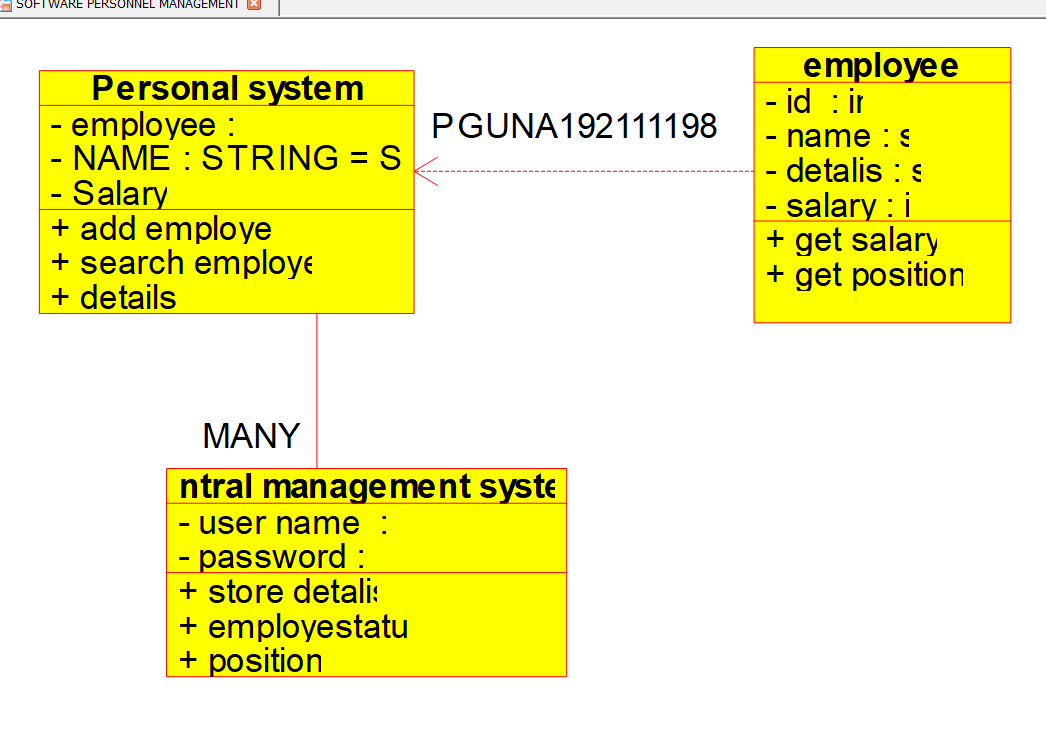 SOFTWARE PERSONNEL MANAGEMENT
Personal system
- employee :
- NAME : STRING = S
- Salary
+ add employe
+ search employe
+ details
PGUNA192111198
employee
- id : in
- name : s
- detalis : s
- salary : i
+ get salary
+ get position
MANY
ntral management syste
- user name :
- password :
+ store detalis
+ employestatu
+ position